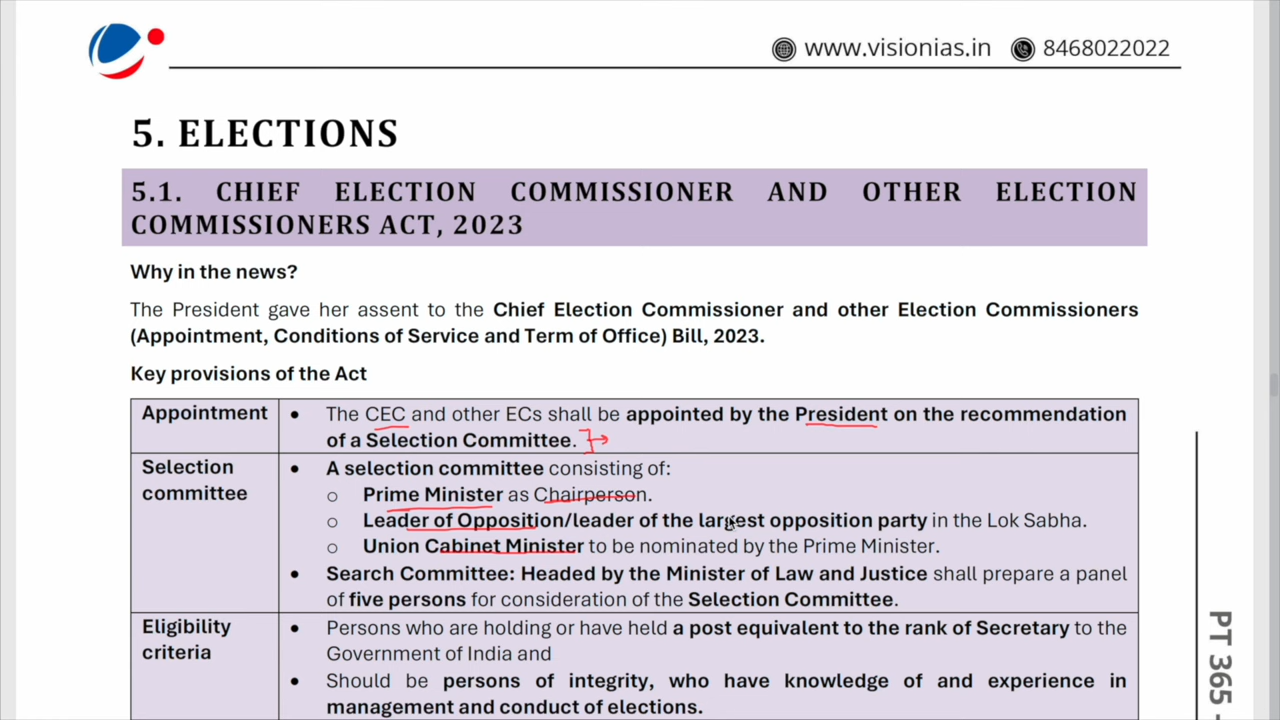 www.visionias.in 8468022022
5. ELECTIONS
5.1. CHIEF ELECTION COMMISSIONER AND OTHER ELECTION
COMMISSIONERS ACT, 2023
Why in the news?
The President gave her assent to the Chief Election Commissioner and other Election Commissioners
(Appointment, Conditions of Service and Term of Office) Bill, 2023.
Key provisions of the Act
Appointment
• The CEC and other ECs shall be appointed by the President on the recommendation
of a Selection Committee.
Selection
committee
• A selection committee consisting of:
o Prime Minister as Chairperson.
o Leader of Opposition/leader of the largest opposition party in the Lok Sabha.
o Union Cabinet Minister to be nominated by the Prime Minister.
• Search Committee: Headed by the Minister of Law and Justice shall prepare a panel
of five persons for consideration of the Selection Committee.
Eligibility
criteria
• Persons who are holding or have held a post equivalent to the rank of Secretary to the
Government of India and
• Should be persons of integrity, who have knowledge of and experience in
management and conduct of elections.
PT 365 -